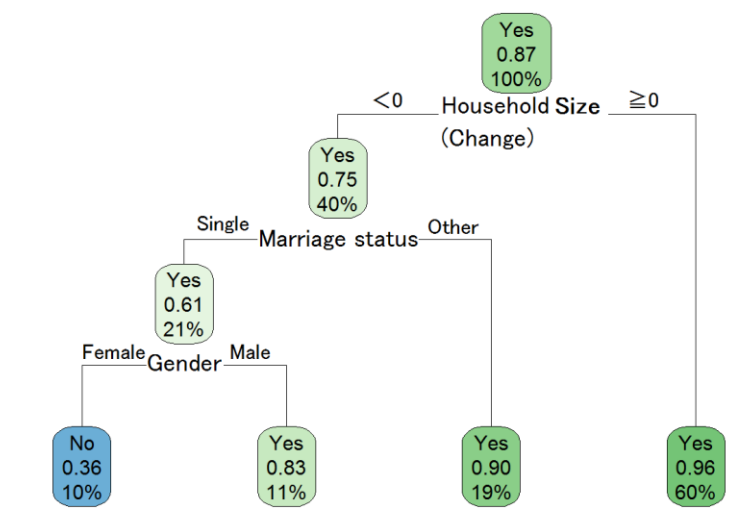 Yes
0.87
100%
<0 Household Size ≧0
(Change)
Yes
0.75
40%
Single Marriage status Other
Yes
0.61
21%
Female Gender Male
No
0.36
10%
Yes
0.83
11%
Yes
0.90
19%
Yes
0.96
60%